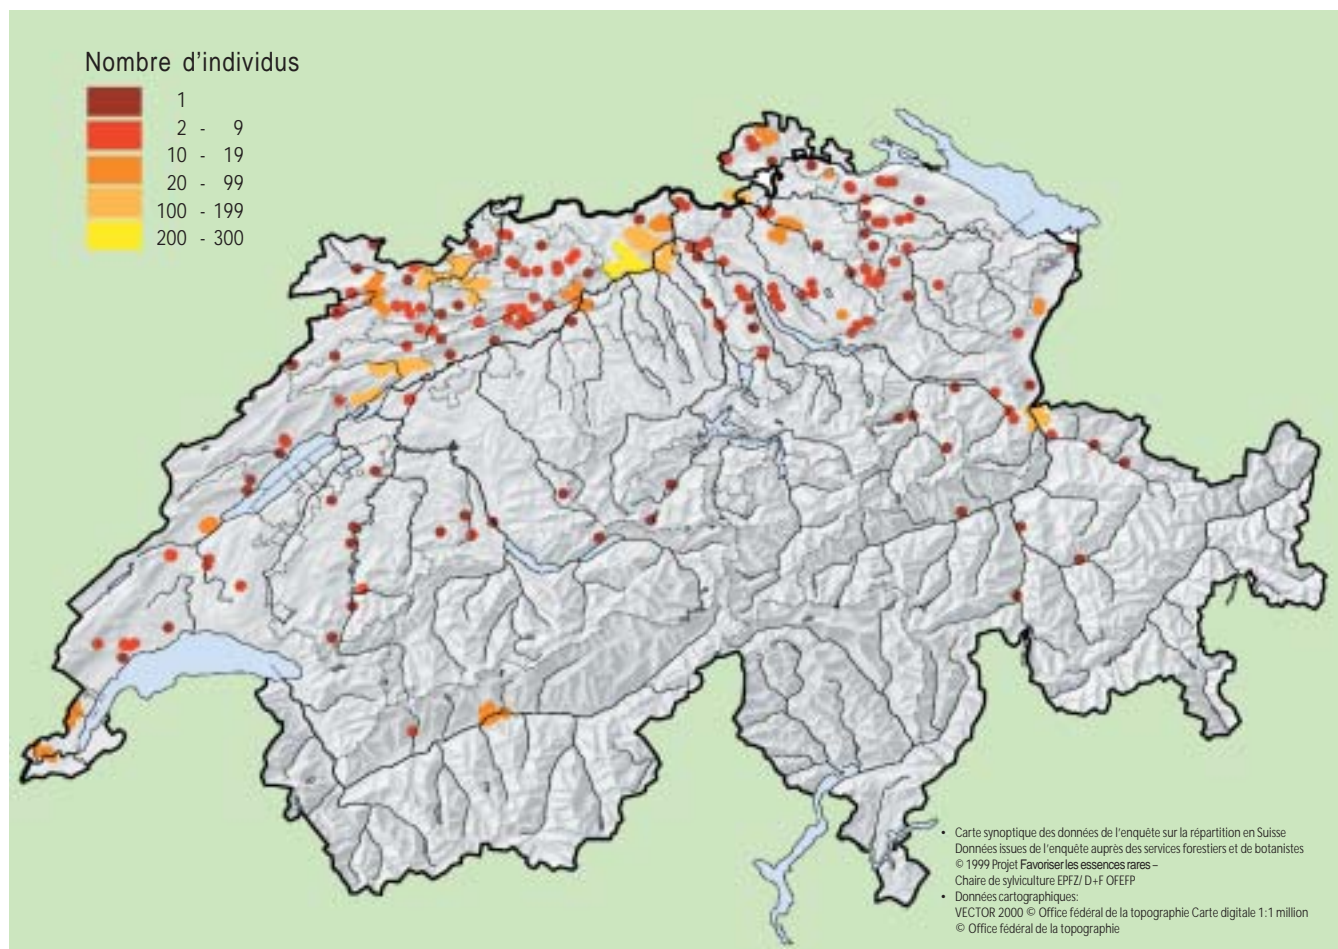 Nombre d'individus
1
2 - 9
10 - 19
20 - 99
100 - 199
200 - 300
• Carte synoptique des données de l'enquête sur la répartition en Suisse
Données issues de l'enquête auprès des services forestiers et de botanistes
© 1999 Projet Favoriser les essences rares –
Chaire de sylviculture EPFZ/ D+F OFEFP
• Données cartographiques:
VECTOR 2000 © Office fédéral de la topographie Carte digitale 1:1 million
© Office fédéral de la topographie